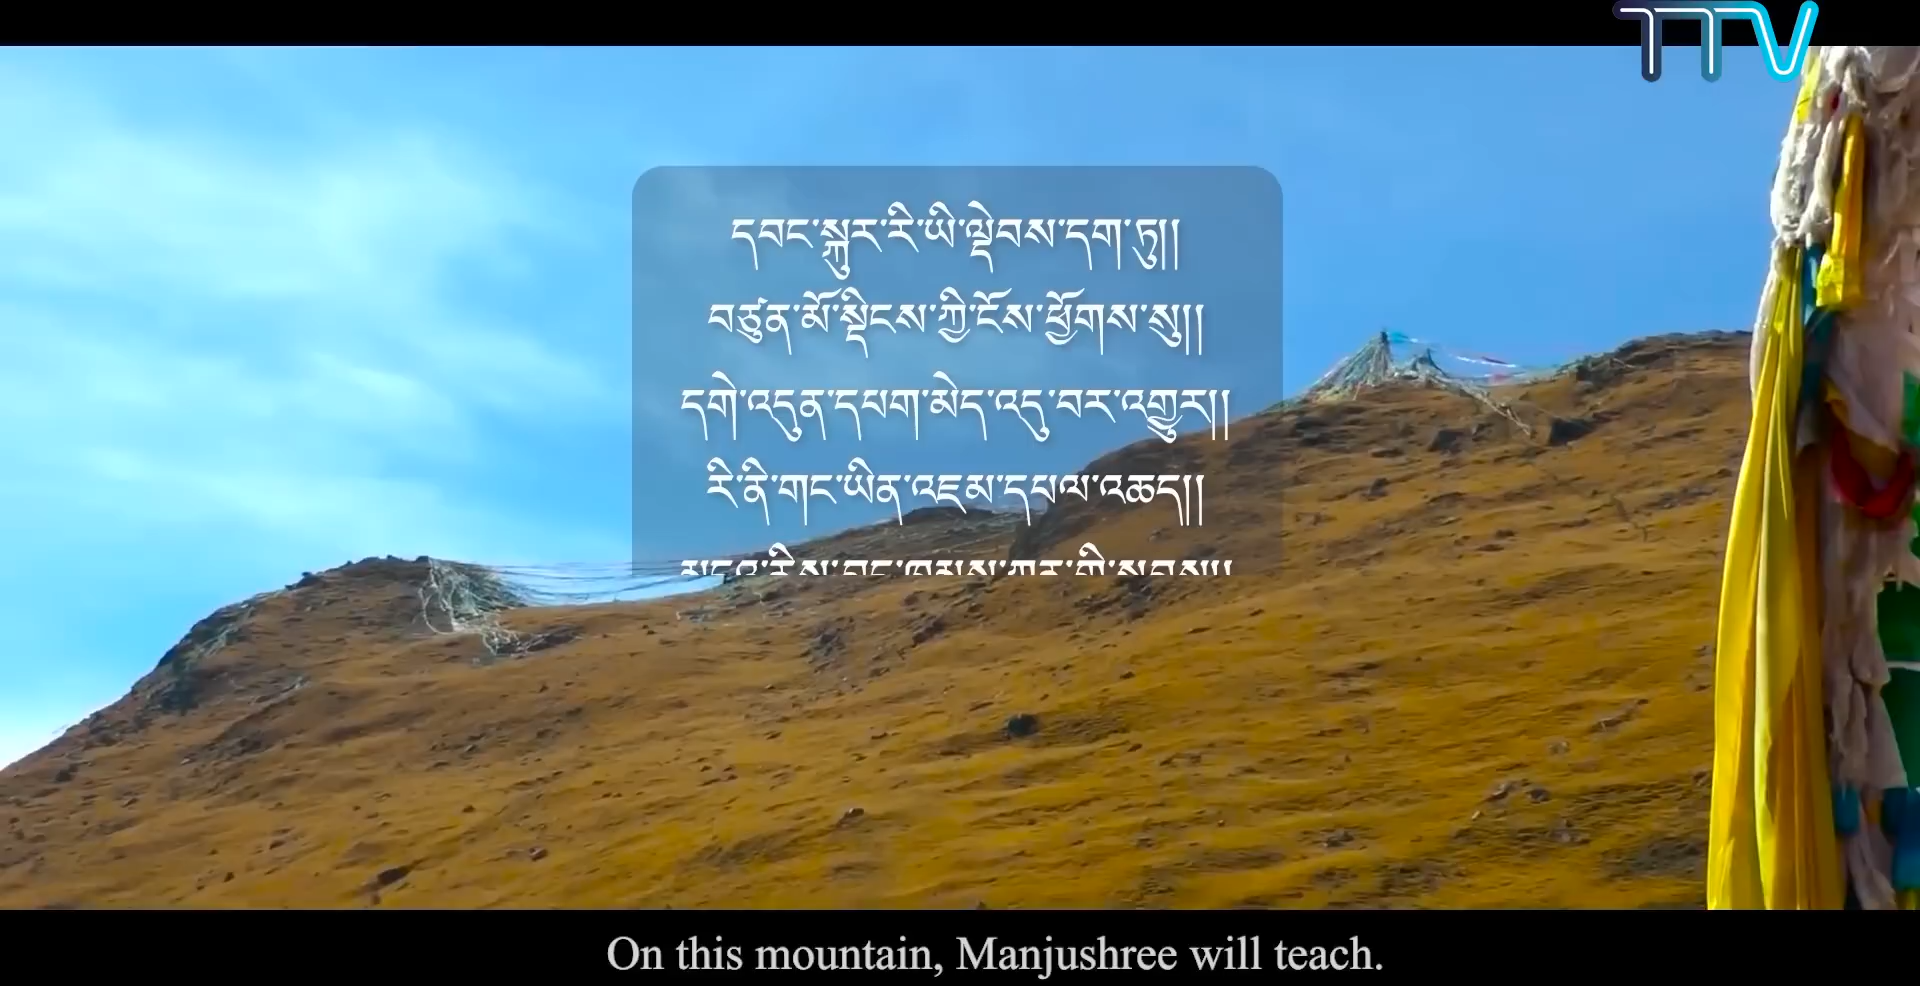 TTV
དབང་སྐུར་རི་ཡི་ལྡེབས་དག་ཏུ།།
བཙུན་མོ་སྡིངས་ཀྱི་ངོས་ཕྱོགས་སུ།།
དགེ་འདུན་དཔག་མེད་འདུ་བར་འགྱུར།།
རི་ནི་གང་ཡིན་འཇམ་དཔལ་འཆད།།
On this mountain, Manjushree will teach.